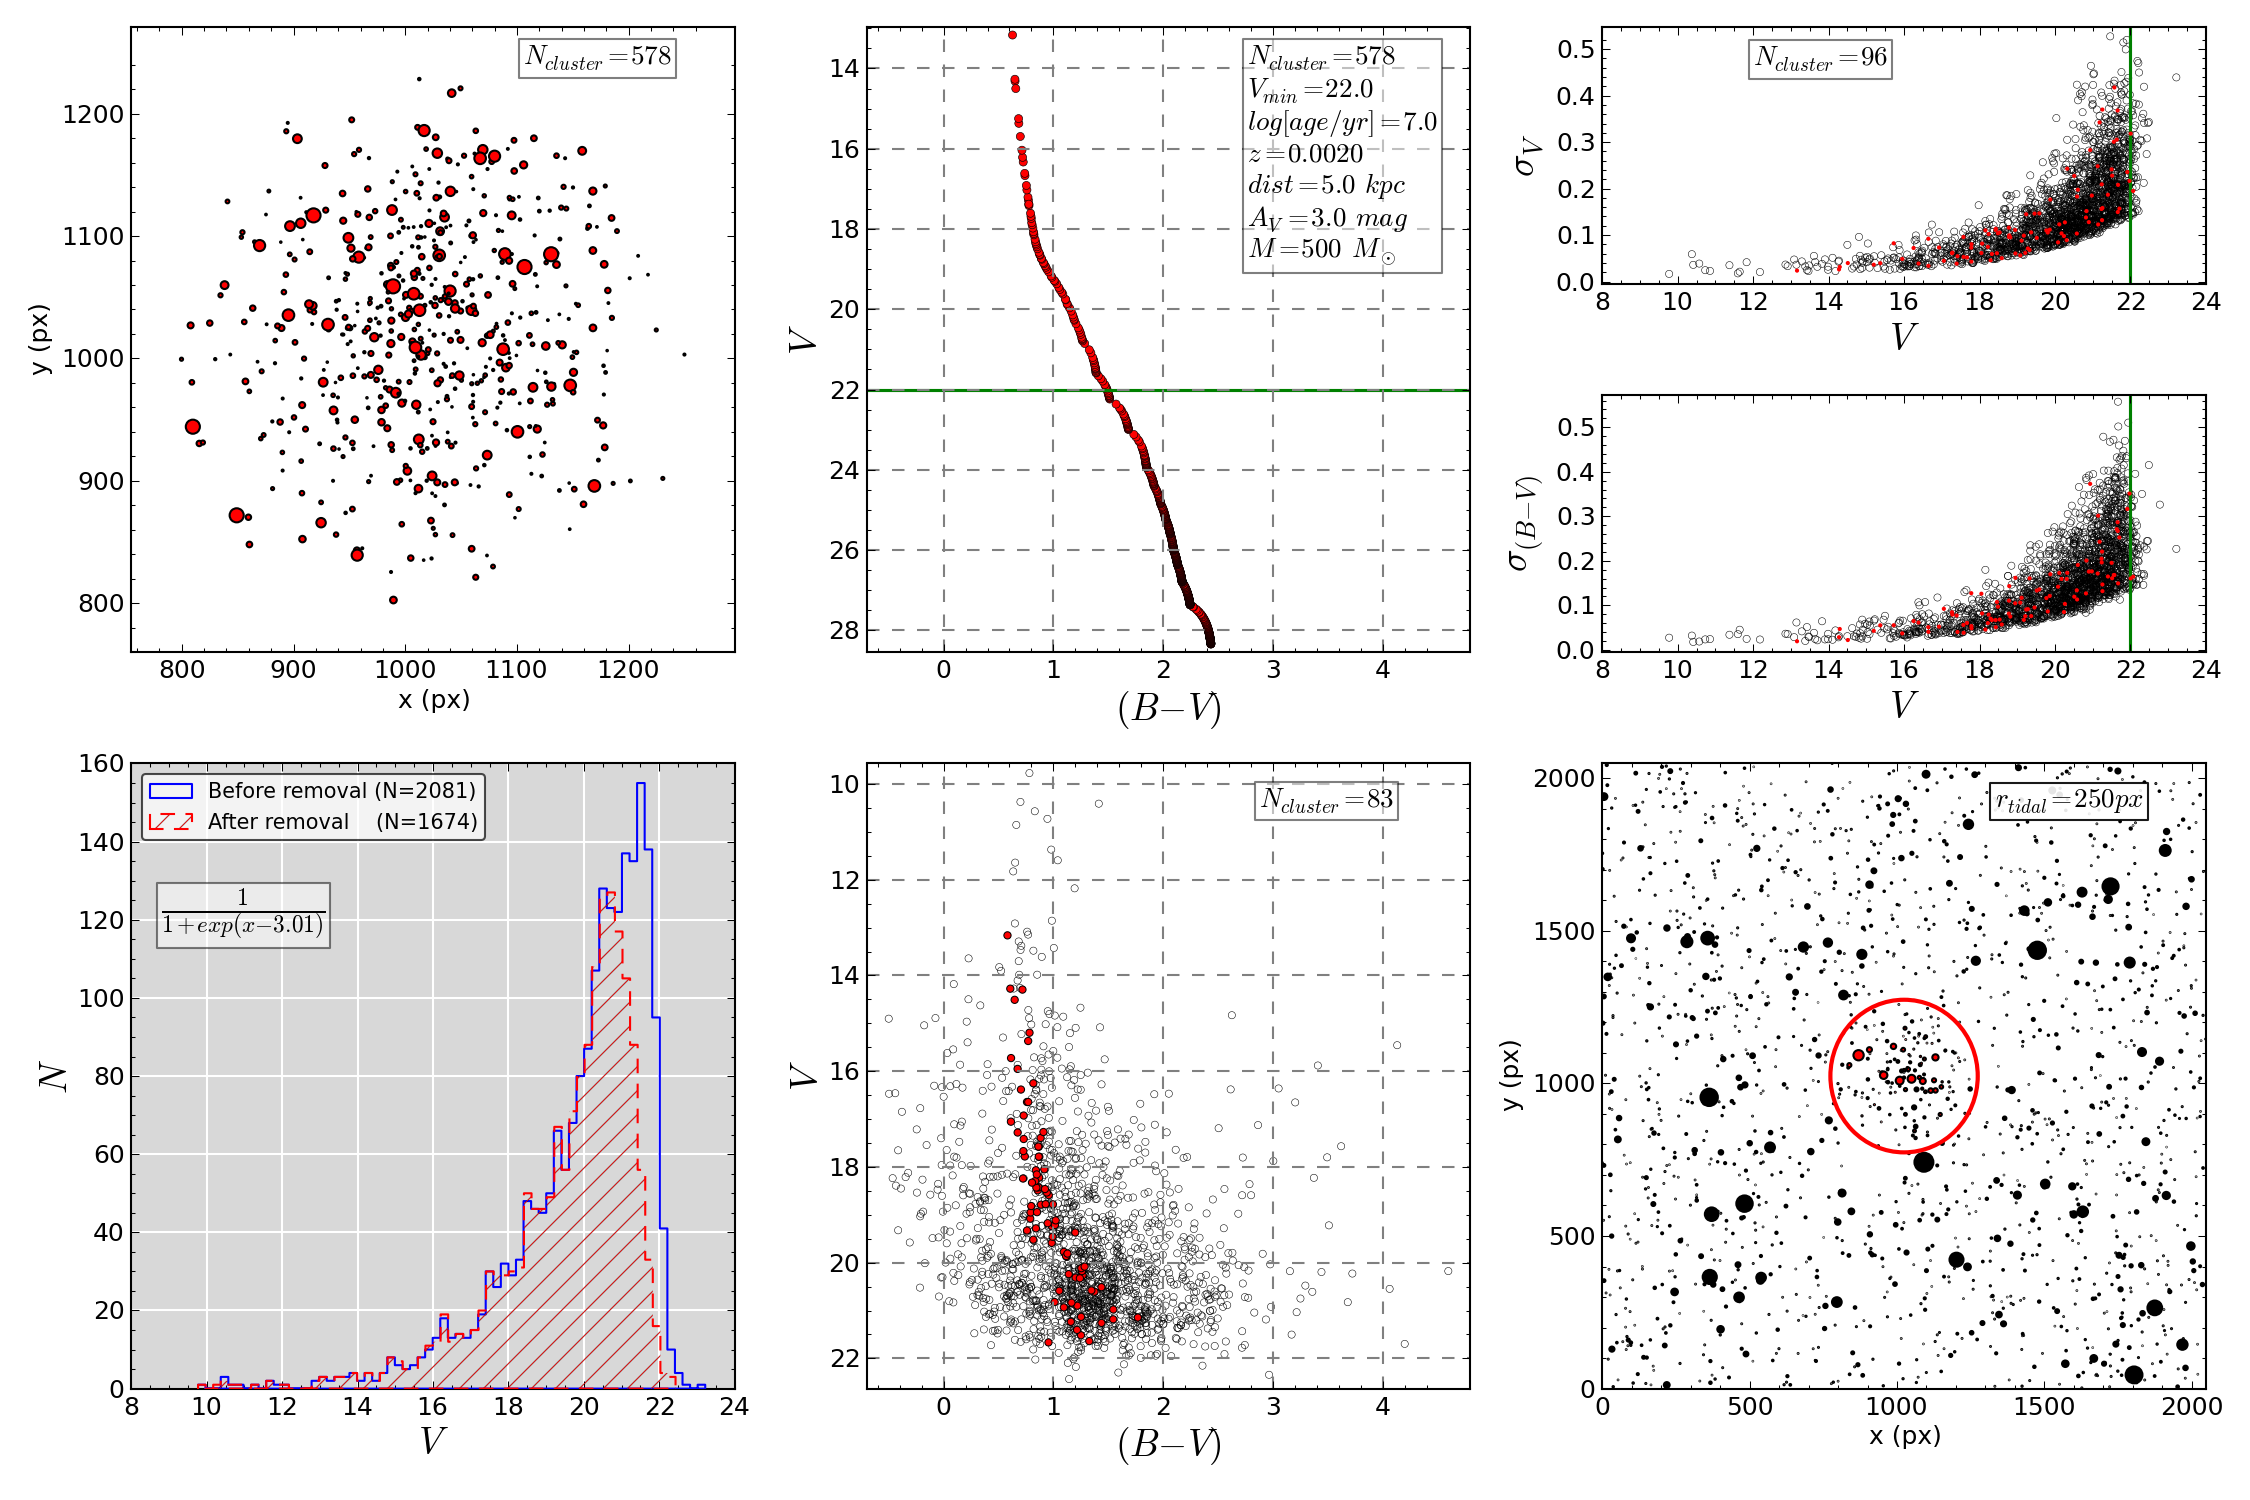 N_cluster=578
1200
1100
1000
900
800
y (px)
800 900 1000 1100 1200
x (px)
N_cluster=578
V_min=22.0
log[age/yr]=7.0
z=0.0020
dist=5.0 kpc
A_V=3.0 mag
M=500 M_⊙
14
16
18
20
22
24
26
28
V
0 1 2 3 4
(B−V)
N_cluster=96
0.5
0.4
0.3
0.2
0.1
0.0
σ_V
8 10 12 14 16 18 20 22 24
V
0.5
0.4
0.3
0.2
0.1
0.0
σ_(B−V)
8 10 12 14 16 18 20 22 24
V
160
140
120
100
80
60
40
20
0
N
Before removal (N=2081)
After removal (N=1674)
1
1+exp(x−3.01)
8 10 12 14 16 18 20 22 24
V
N_cluster=83
10
12
14
16
18
20
22
V
0 1 2 3 4
(B−V)
r_tidal=250px
2000
1500
1000
500
0
y (px)
0 500 1000 1500 2000
x (px)